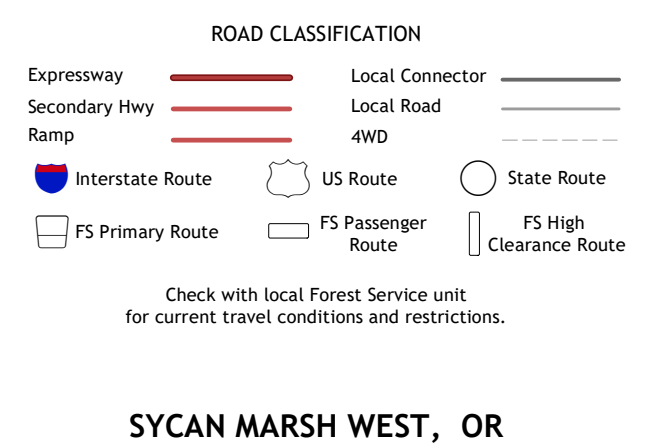 ROAD CLASSIFICATION
Expressway
Local Connector
Secondary Hwy
Local Road
Ramp
4WD
Interstate Route
US Route
State Route
FS Primary Route
FS Passenger
Route
FS High
Clearance Route
Check with local Forest Service unit
for current travel conditions and restrictions.
SYCAN MARSH WEST, OR